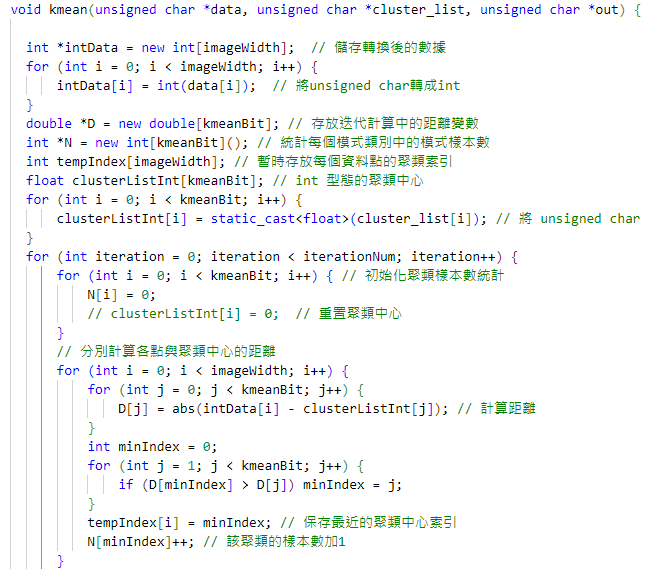 void kmean(unsigned char *data, unsigned char *cluster_list, unsigned char *out) {
int *intData = new int[imageWidth];  // 儲存轉換後的數據
for (int i = 0; i < imageWidth; i++) {
intData[i] = int(data[i]);  // 將unsigned char轉成int
}
double *D = new double[kmeanBit]; // 存放迭代計算中的距離變數
int *N = new int[kmeanBit](); // 統計每個模式類別中的模式樣本數
int tempIndex[imageWidth]; // 暫時存放每個資料點的聚類索引
float clusterListInt[kmeanBit]; // int 型態的聚類中心
for (int i = 0; i < kmeanBit; i++) {
clusterListInt[i] = static_cast<float>(cluster_list[i]); // 將 unsigned char
}
for (int iteration = 0; iteration < iterationNum; iteration++) {
for (int i = 0; i < kmeanBit; i++) { // 初始化聚類樣本數統計
N[i] = 0;
// clusterListInt[i] = 0;  // 重置聚類中心
}
// 分別計算各點與聚類中心的距離
for (int i = 0; i < imageWidth; i++) {
for (int j = 0; j < kmeanBit; j++) {
D[j] = abs(intData[i] - clusterListInt[j]); // 計算距離
}
int minIndex = 0;
for (int j = 1; j < kmeanBit; j++) {
if (D[minIndex] > D[j]) minIndex = j;
}
tempIndex[i] = minIndex; // 保存最近的聚類中心索引
N[minIndex]++; // 該聚類的樣本數加1
}